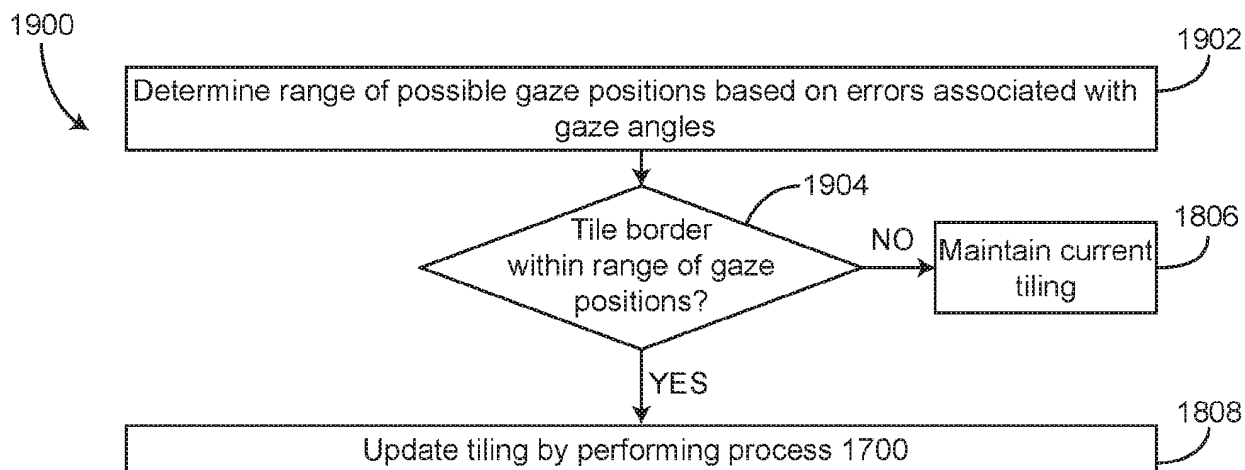 1900
1902
Determine range of possible gaze positions based on errors associated with
gaze angles
1904
Tile border
within range of gaze
positions?
NO
1806
Maintain current
tiling
YES
1808
Update tiling by performing process 1700